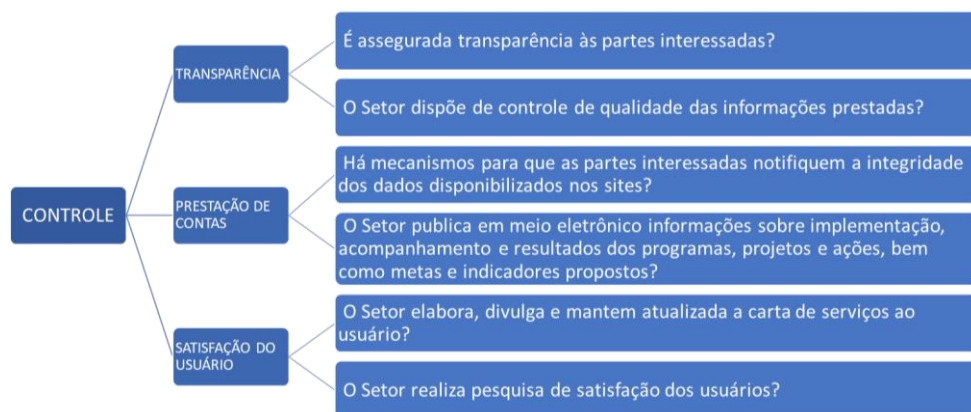 CONTROLE
TRANSPARÊNCIA
É assegurada transparência às partes interessadas?
O Setor dispõe de controle de qualidade das informações prestadas?
PRESTAÇÃO DE
CONTAS
Há mecanismos para que as partes interessadas notifiquem a integridade
dos dados disponibilizados nos sites?
O Setor publica em meio eletrônico informações sobre implementação,
acompanhamento e resultados dos programas, projetos e ações, bem
como metas e indicadores propostos?
SATISFAÇÃO DO
USUÁRIO
O Setor elabora, divulga e mantem atualizada a carta de serviços ao
usuário?
O Setor realiza pesquisa de satisfação dos usuários?